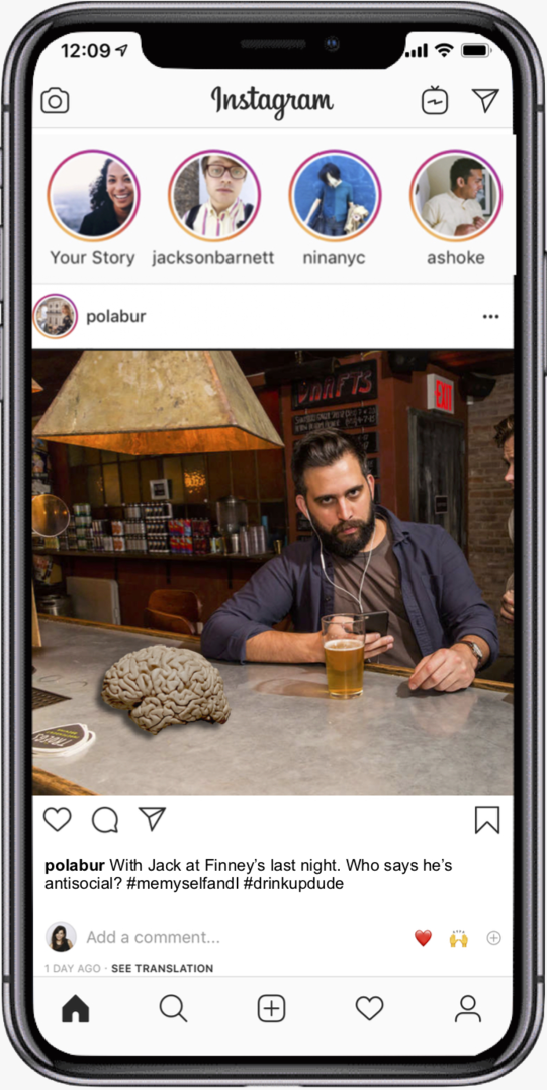 12:09
Instagram
Your Story
jacksonbarnett
ninanyc
ashoke
polabur
DRAFTS
EXIT
polabur With Jack at Finney's last night. Who says he's
antisocial? #memyselfandI #drinkupdude
Add a comment...
1 DAY AGO · SEE TRANSLATION